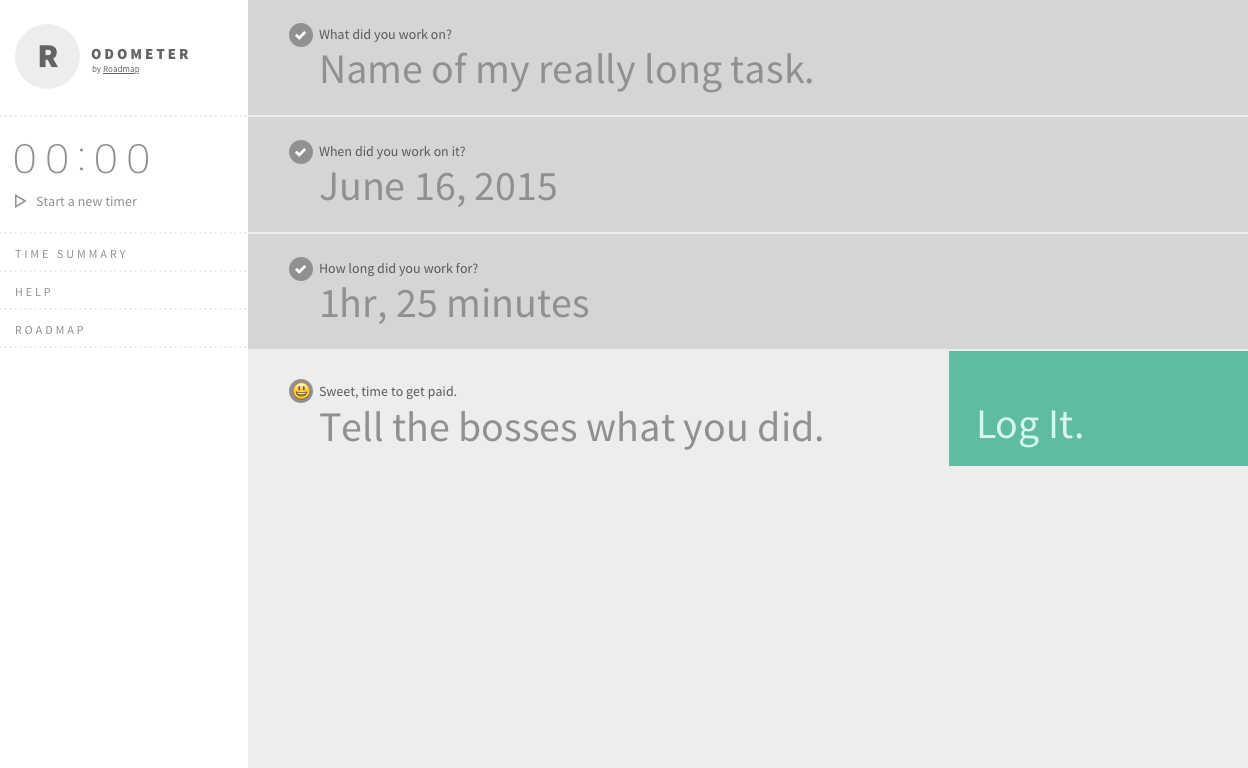 R
ODOMETER
by Roadmap
00:00
Start a new timer
TIME SUMMARY
HELP
ROADMAP
What did you work on?
Name of my really long task.
When did you work on it?
June 16, 2015
How long did you work for?
1hr, 25 minutes
Sweet, time to get paid.
Tell the bosses what you did.
Log It.